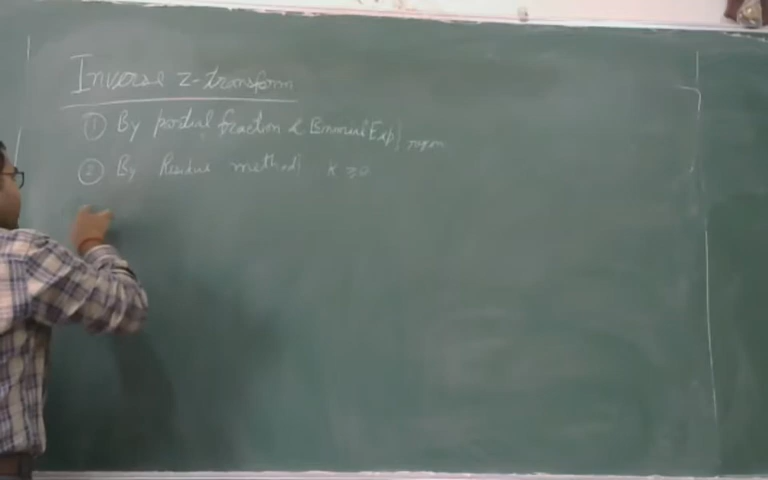 Inverse z-transform
① By partial fraction & Binomial Exp
② By Residue method K ≥ 0